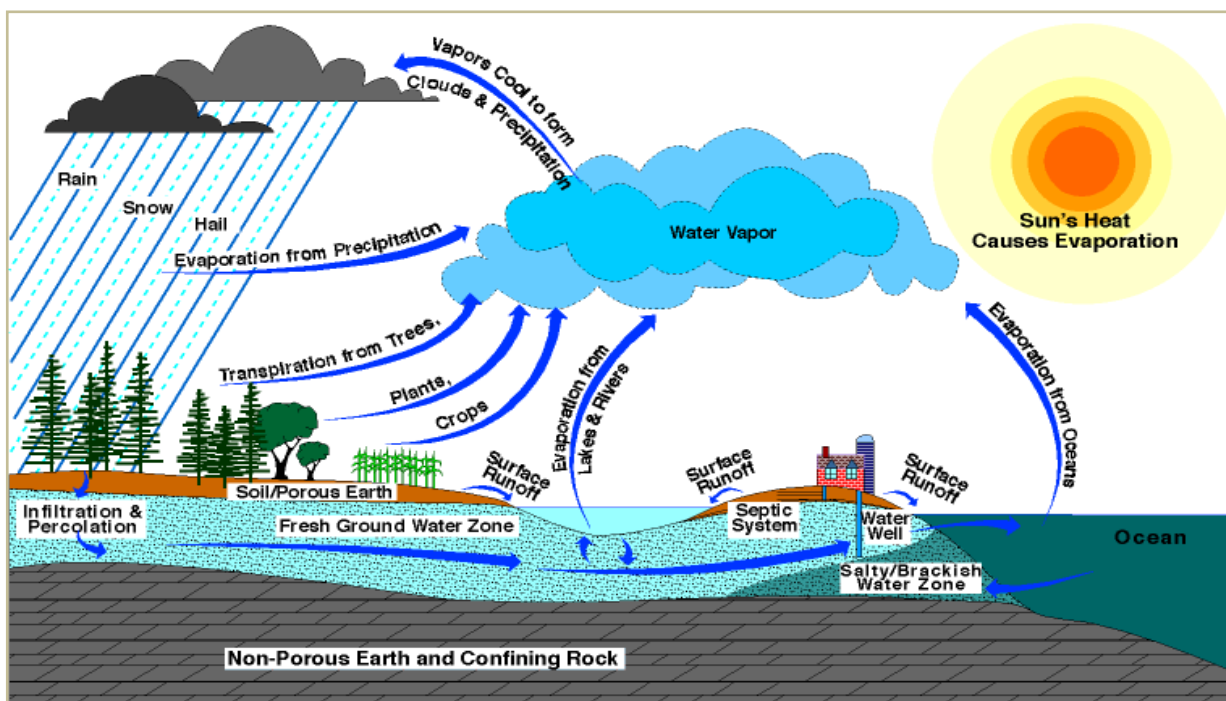 Vapors Cool to form
Clouds & Precipitation
Rain
Snow
Hail
Evaporation from Precipitation
Water Vapor
Sun's Heat
Causes Evaporation
Transpiration from Trees,
Plants,
Crops
Evaporation from
Lakes & Rivers
Evaporation from Oceans
Surface
Runoff
Surface
Runoff
Surface
Runoff
Soil/Porous Earth
Infiltration &
Percolation
Fresh Ground Water Zone
Septic
System
Water
Well
Ocean
Salty/Brackish
Water Zone
Non-Porous Earth and Confining Rock